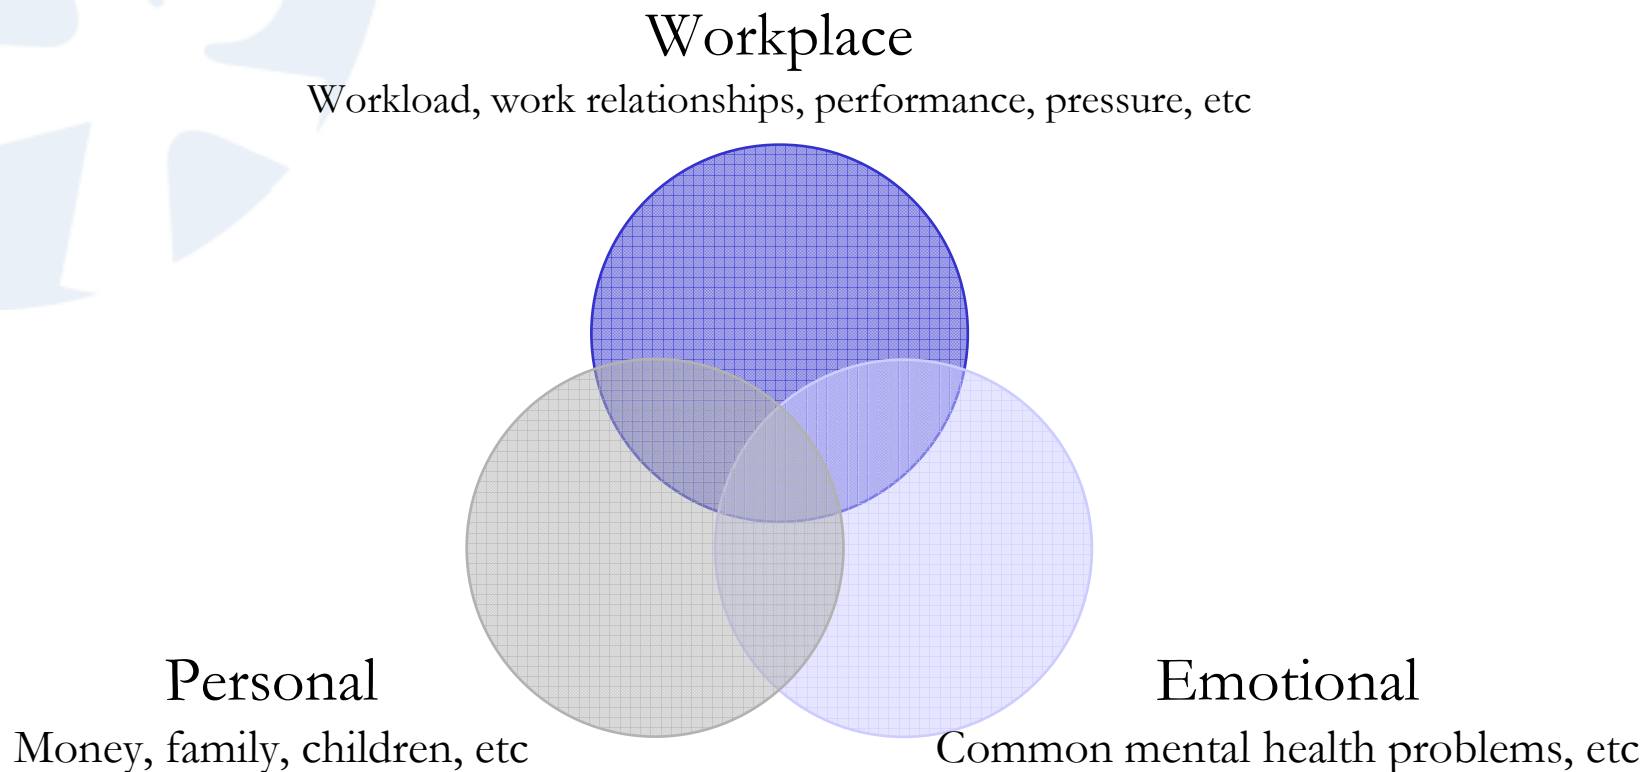 Workplace
Workload, work relationships, performance, pressure, etc
Personal
Money, family, children, etc
Emotional
Common mental health problems, etc